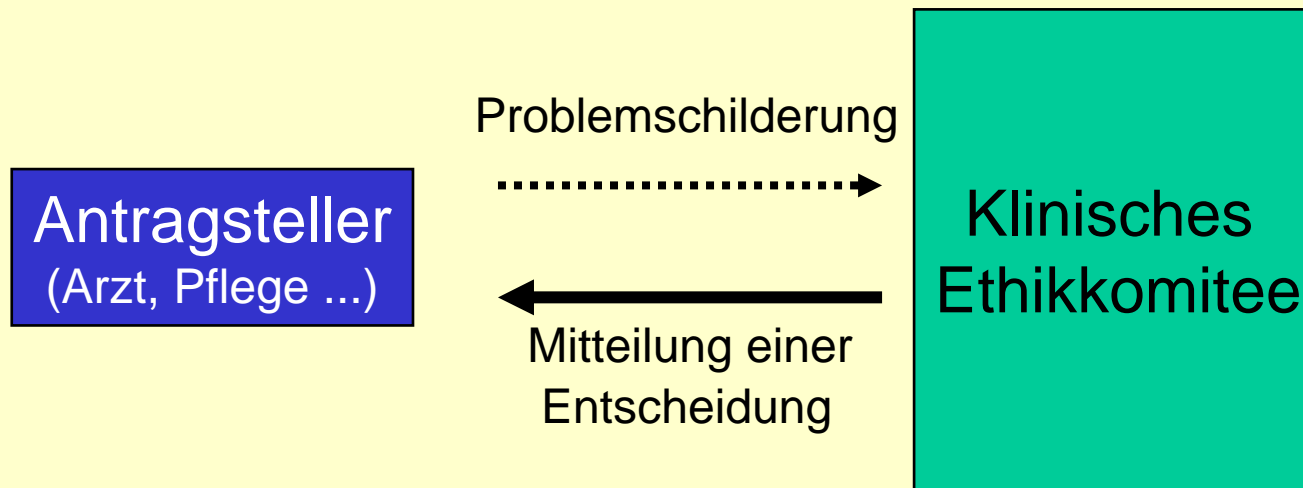 Problemschilderung
Antragsteller
(Arzt, Pflege ...)
Mitteilung einer
Entscheidung
Klinisches
Ethikkomitee